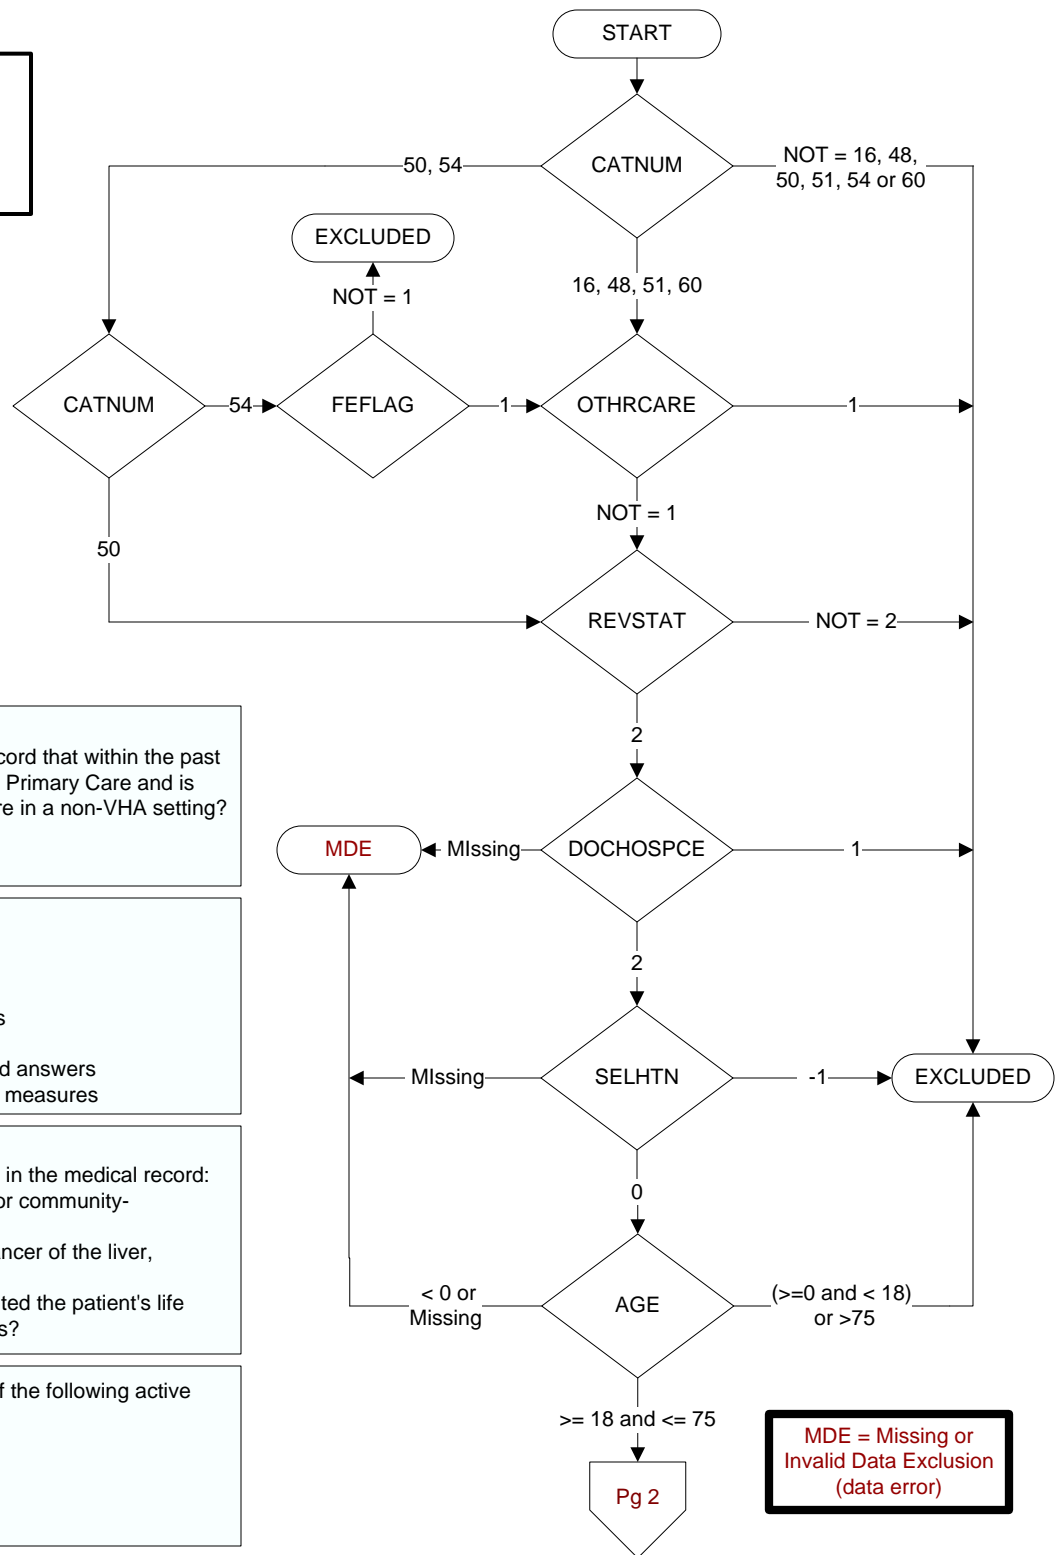 START
CATNUM
50, 54
NOT = 16, 48,
50, 51, 54 or 60
EXCLUDED
NOT = 1
16, 48, 51, 60
CATNUM
54
FEFLAG
1
OTHRCARE
1
NOT = 1
50
REVSTAT
NOT = 2
2
cord that within the past
Primary Care and is
re in a non-VHA setting?
MDE
MIssing
DOCHOSPCE
1
2
s
d answers
measures
MIssing
SELHTN
-1
EXCLUDED
0
in the medical record:
or community-
ancer of the liver,
ted the patient's life
s?
< 0 or
Missing
AGE
(>=0 and < 18)
or >75
f the following active
>= 18 and <= 75
Pg 2
MDE = Missing or
Invalid Data Exclusion
(data error)